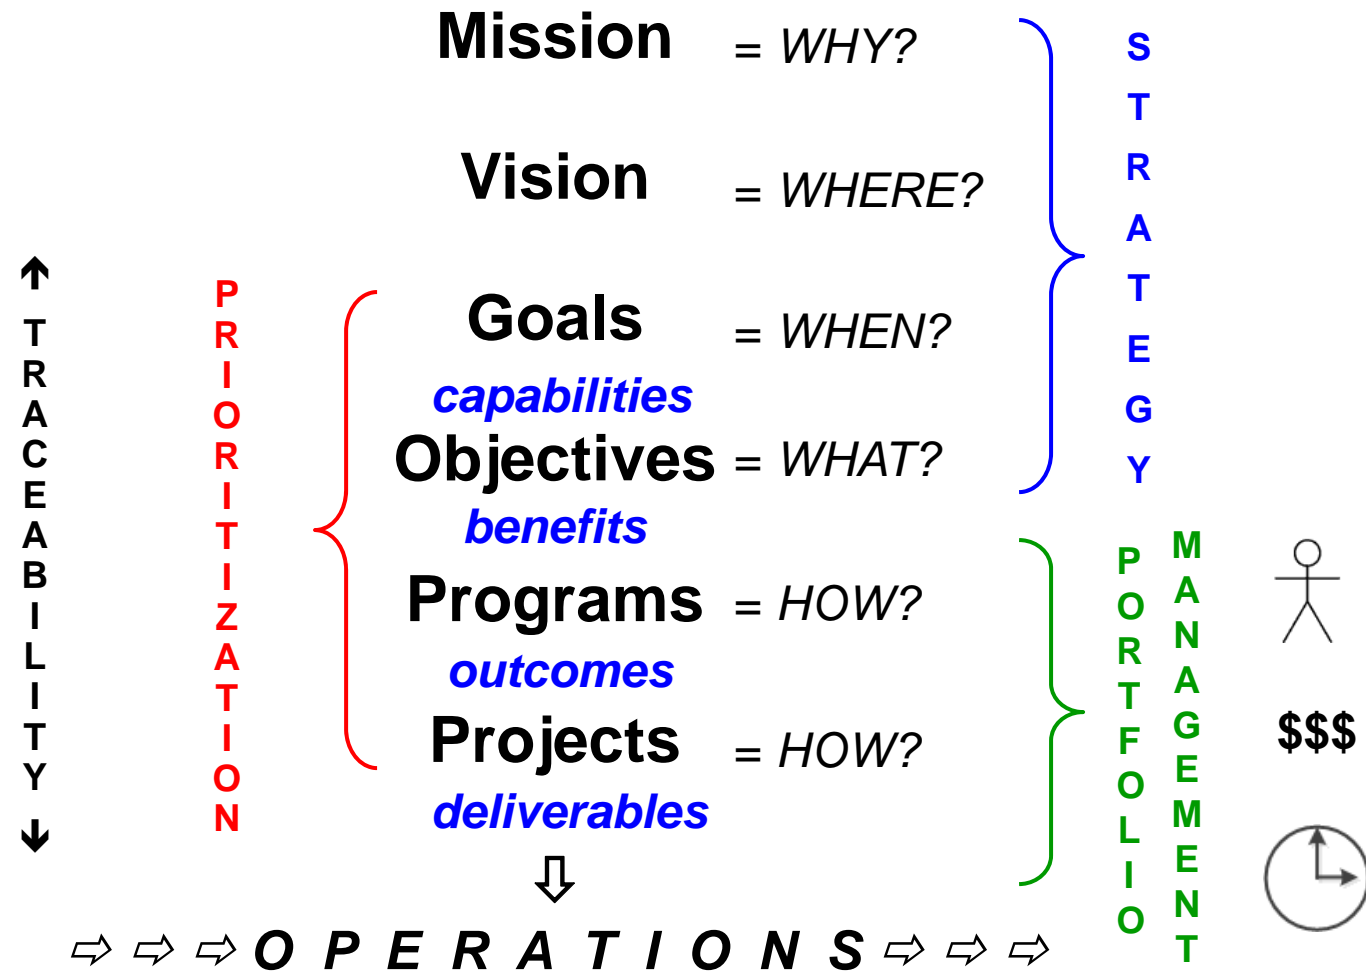 Mission = WHY?
Vision = WHERE?
Goals = WHEN?
capabilities
Objectives = WHAT?
benefits
Programs = HOW?
outcomes
Projects = HOW?
deliverables
⇨ ⇨ ⇨ O P E R A T I O N S ⇨ ⇨ ⇨
TRACEABILITY
PRIORITIZATION
STRATEGY
PORTFOLIO
MANAGEMENT
$$$